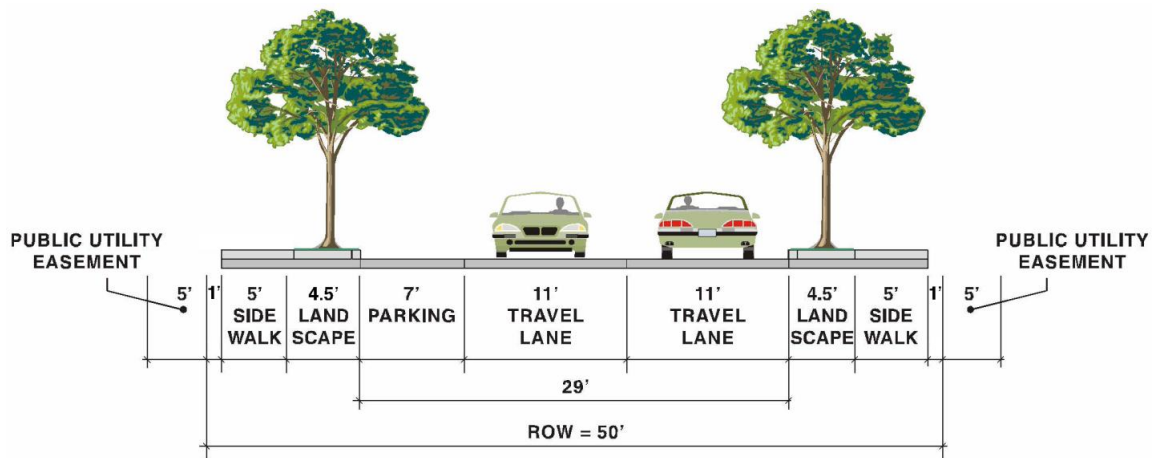 PUBLIC UTILITY
EASEMENT
PUBLIC UTILITY
EASEMENT
5' 1' 5' 4.5' 7' 11' 11' 4.5' 5' 1' 5'
SIDE LAND PARKING TRAVEL TRAVEL LAND SIDE
WALK SCAPE LANE LANE SCAPE WALK
29'
ROW = 50'